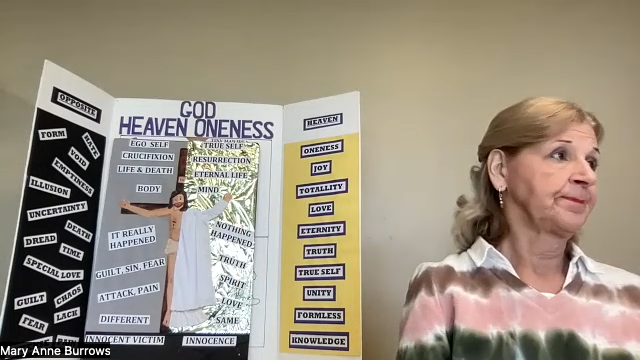 OPPOSITE
FORM
HATE
VOID
EMPTINESS
ILLUSION
UNCERTAINTY
DEATH
DREAD
TIME
SPECIAL LOVE
GUILT
CHAOS
FEAR
LACH
GOD
HEAVEN ONENESS
EGO SELF
CRUCIFIXION
LIFE & DEATH
BODY
IT REALLY
HAPPENED
GUILT, SIN, FEAR
ATTACK, PAIN
DIFFERENT
INNOCENT VICTIM
TRUE SELF
RESURRECTION
ETERNAL LIFE
MIND
NOTHING
HAPPENED
TRUTH
SPIRIT
LOVE
SAME
INNOCENCE
HEAVEN
ONENESS
JOY
TOTALLITY
LOVE
ETERNITY
TRUTH
TRUE SELF
UNITY
FORMLESS
KNOWLEDGE
Mary Anne Burrows